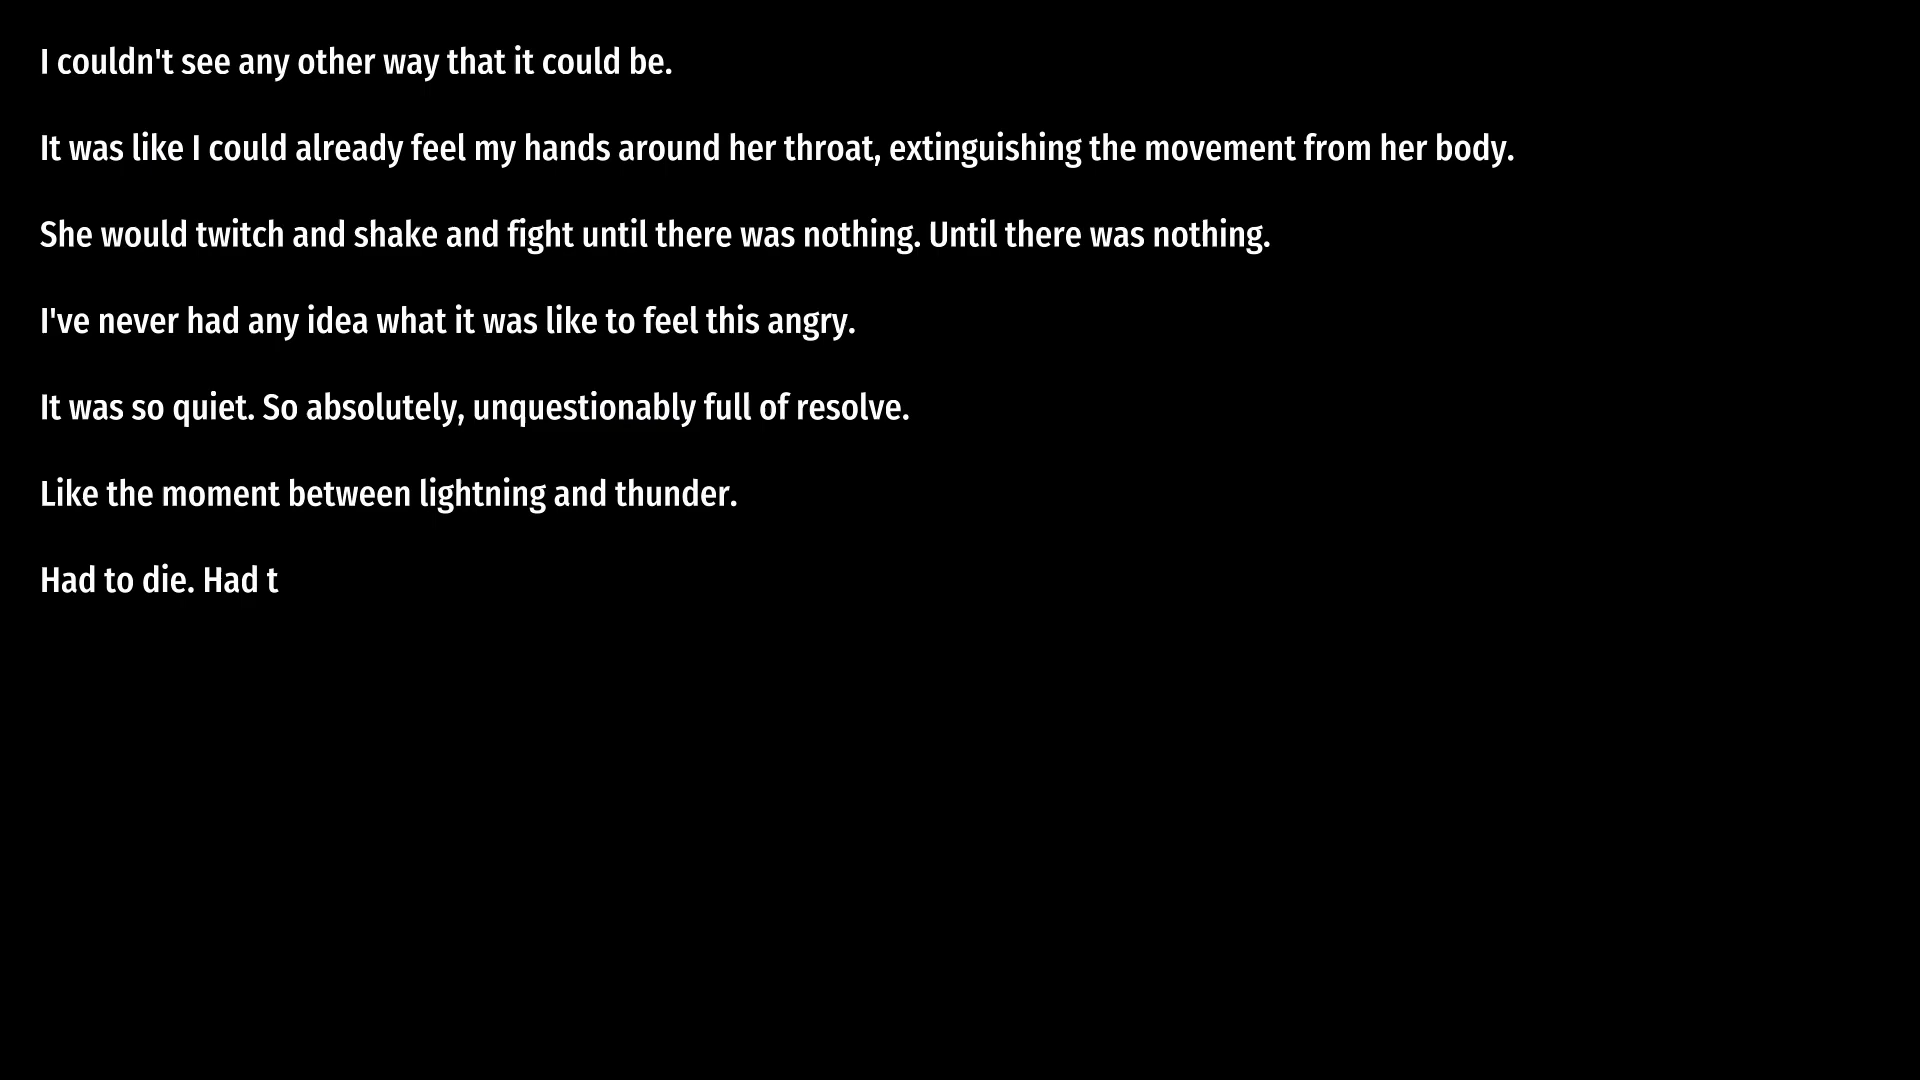 I couldn't see any other way that it could be.
It was like I could already feel my hands around her throat, extinguishing the movement from her body.
She would twitch and shake and fight until there was nothing. Until there was nothing.
I've never had any idea what it was like to feel this angry.
It was so quiet. So absolutely, unquestionably full of resolve.
Like the moment between lightning and thunder.
Had to die. Had t